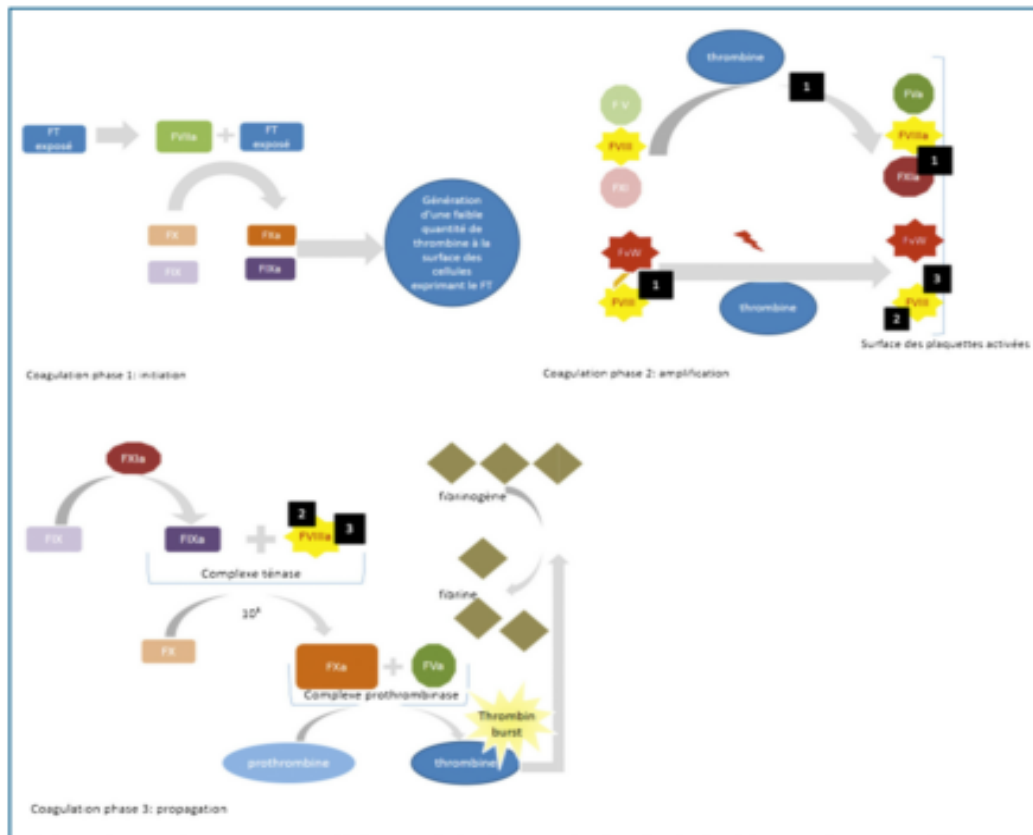 FT
exposé
FVIIa
FT
exposé
FX
FIX
FIXa
Génération
d'une faible
quantité de
thrombine à la
surface des
cellules
exprimant le FT
Coagulation phase 1: initiation
thrombine
1
F V
FVIII
FXI
FVa
FVIIIa
1
FXIa
FvW
1
FVIII
thrombine
FvW
3
FVIII
2
Surface des plaquettes activées
Coagulation phase 2: amplification
FXIa
FIX
FIXa
2
FVIIIa
3
Complexe ténase
FX
FXa
FVa
Complexe prothrombinase
prothrombine
thrombine
Thrombin
burst
fibrinogène
fibrine
Coagulation phase 3: propagation